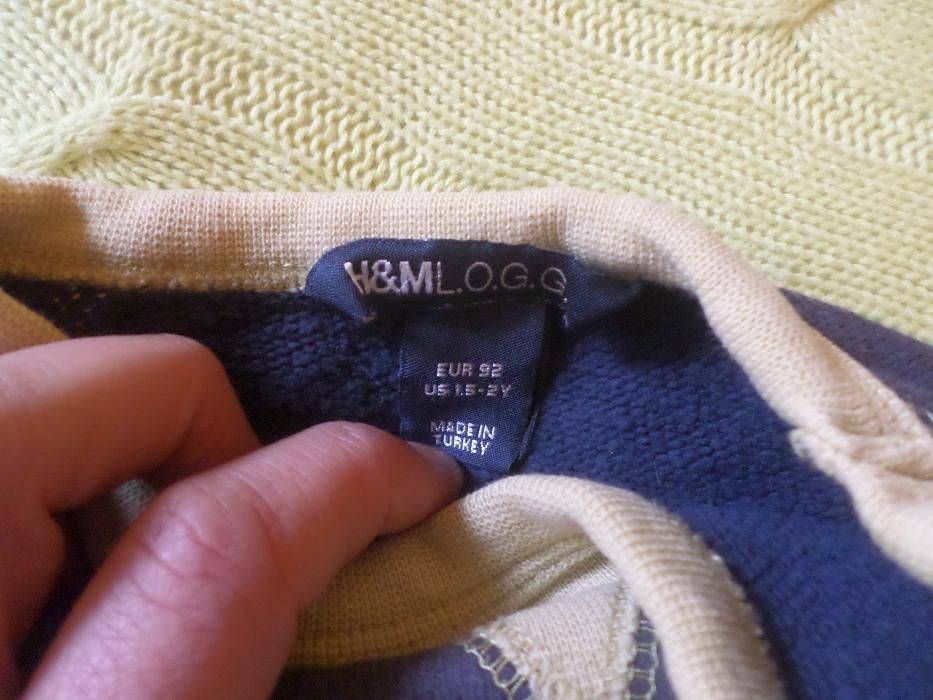 H&M L.O.G.G
EUR 92
US 1.5-2Y
MADE IN
TURKEY